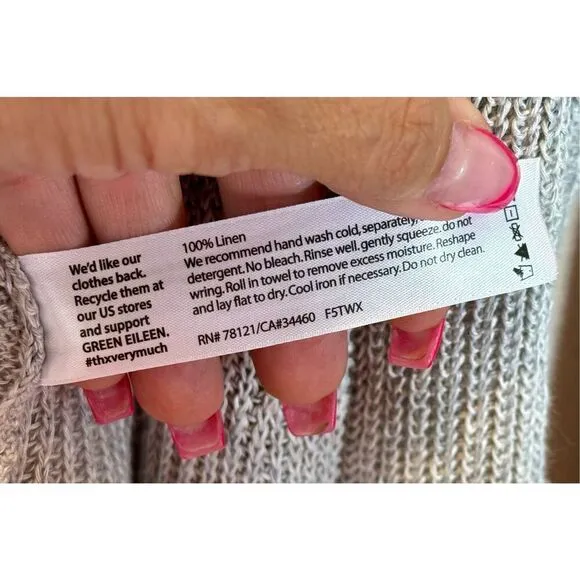 We'd like our
clothes back.
Recycle them at
our US stores
and support
GREEN EILEEN.
#thxverymuch
100% Linen
We recommend hand wash cold, separately,
detergent. No bleach. Rinse well. gently squeeze. do not
wring. Roll in towel to remove excess moisture. Reshape
and lay flat to dry. Cool iron if necessary. Do not dry clean.
RN# 78121/CA#34460 F5TWX